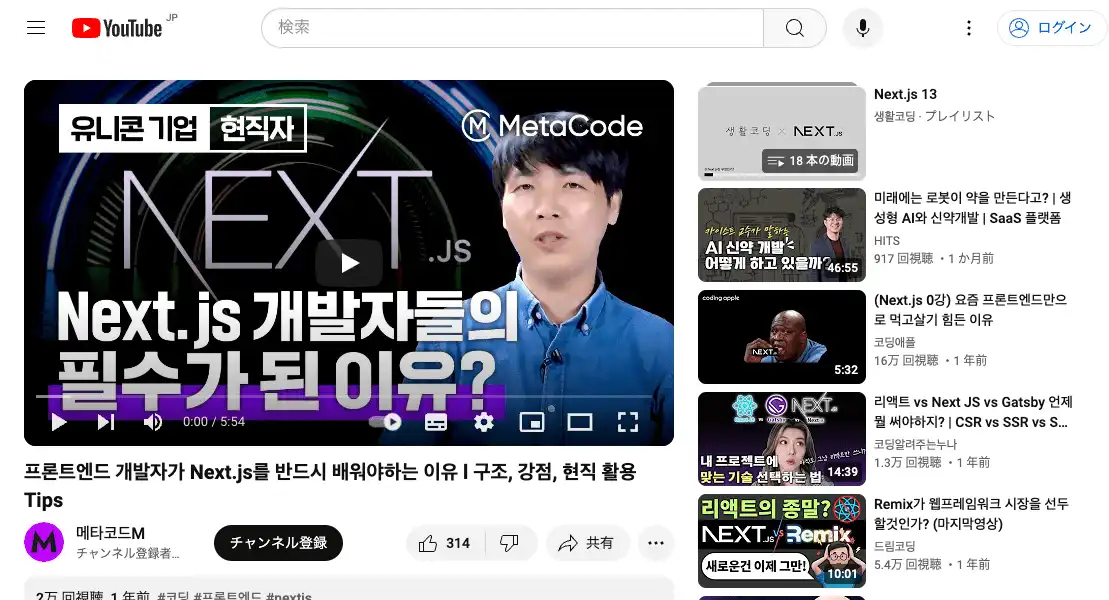 YouTube JP
検索
ログイン
유니콘 기업 현직자
MetaCode
NEXT.JS
Next.js 개발자들의
필수가 된 이유?
0:00 / 5:54
프론트엔드 개발자가 Next.js를 반드시 배워야하는 이유 l 구조, 강점, 현직 활용
Tips
메타코드M
チャンネル登録者...
チャンネル登録
314
共有
2万 回視聴 1 年前 #코딩 #프론트엔드 #nextjs
생활코딩 × NEXT.JS
18 本の動画
Next.js 13
생활코딩 · プレイリスト
카이스트 교수가 말하는
AI 신약 개발
어떻게 하고 있을까?
46:55
미래에는 로봇이 약을 만든다고? | 생
성형 AI와 신약개발 | SaaS 플랫폼
HITS
917 回視聴 ・1 か月前
coding apple
NEXT.JS
5:32
(Next.js 0강) 요즘 프론트엔드만으
로 먹고살기 힘든 이유
코딩애플
16万 回視聴 ・1 年前
NEXT.JS
내 프로젝트에
맞는 기술 선택하는 법
14:39
리액트 vs Next JS vs Gatsby 언제
뭘 써야하지? | CSR vs SSR vs S...
코딩알려주는누나
1.3万 回視聴 ・1 年前
리액트의 종말?
NEXT.JS vs Remix
새로운건 이제 그만!
10:01
Remix가 웹프레임워크 시장을 선두
할것인가? (마지막영상)
드림코딩
5.4万 回視聴 ・1 年前